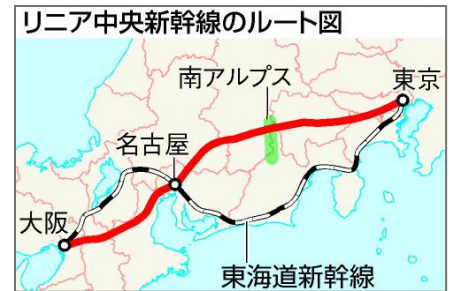 リニア中央新幹線のルート図
南アルプス
東京
名古屋
大阪
東海道新幹線